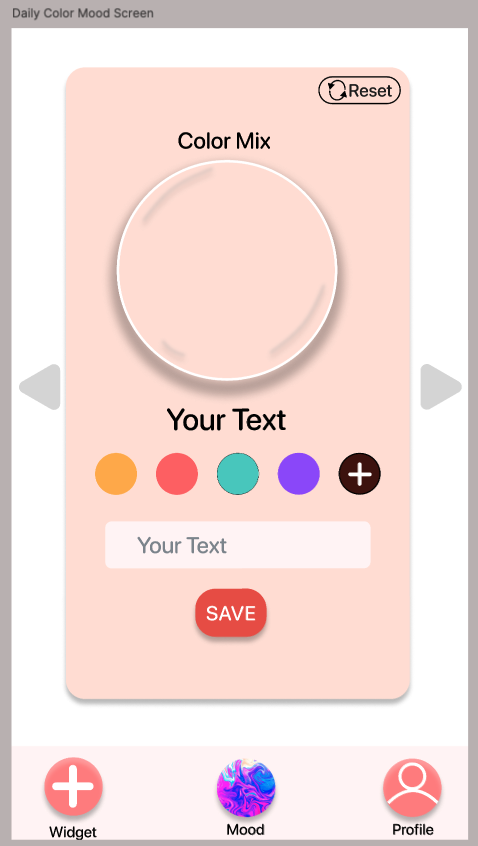 Daily Color Mood Screen
Reset
Color Mix
Your Text
Your Text
SAVE
Widget
Mood
Profile